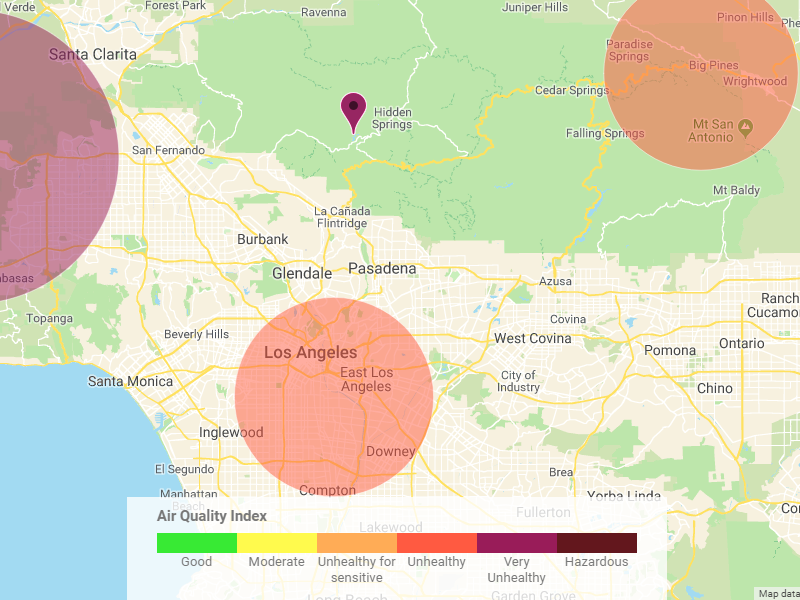 Verde
Forest Park
Ravenna
Juniper Hills
Pinon Hills
Phe
Santa Clarita
Paradise
Springs
Big Pines
Wrightwood
Cedar Springs
Hidden
Springs
Falling Springs
Mt San
Antonio
San Fernando
Mt Baldy
La Cañada
Flintridge
Burbank
Glendale
Pasadena
abasas
Azusa
Topanga
Covina
Ranch
Cucamon
Beverly Hills
West Covina
Ontario
Los Angeles
Pomona
Santa Monica
East Los
Angeles
City of
Industry
Chino
Inglewood
Downey
El Segundo
Brea
Compton
Manhattan
Beach
Yorba Linda
Co
Air Quality Index
Fullerton
Lakewood
Good
Moderate
Unhealthy for
sensitive
Unhealthy
Very
Unhealthy
Hazardous
Long Beach
Garden Grove
Map data